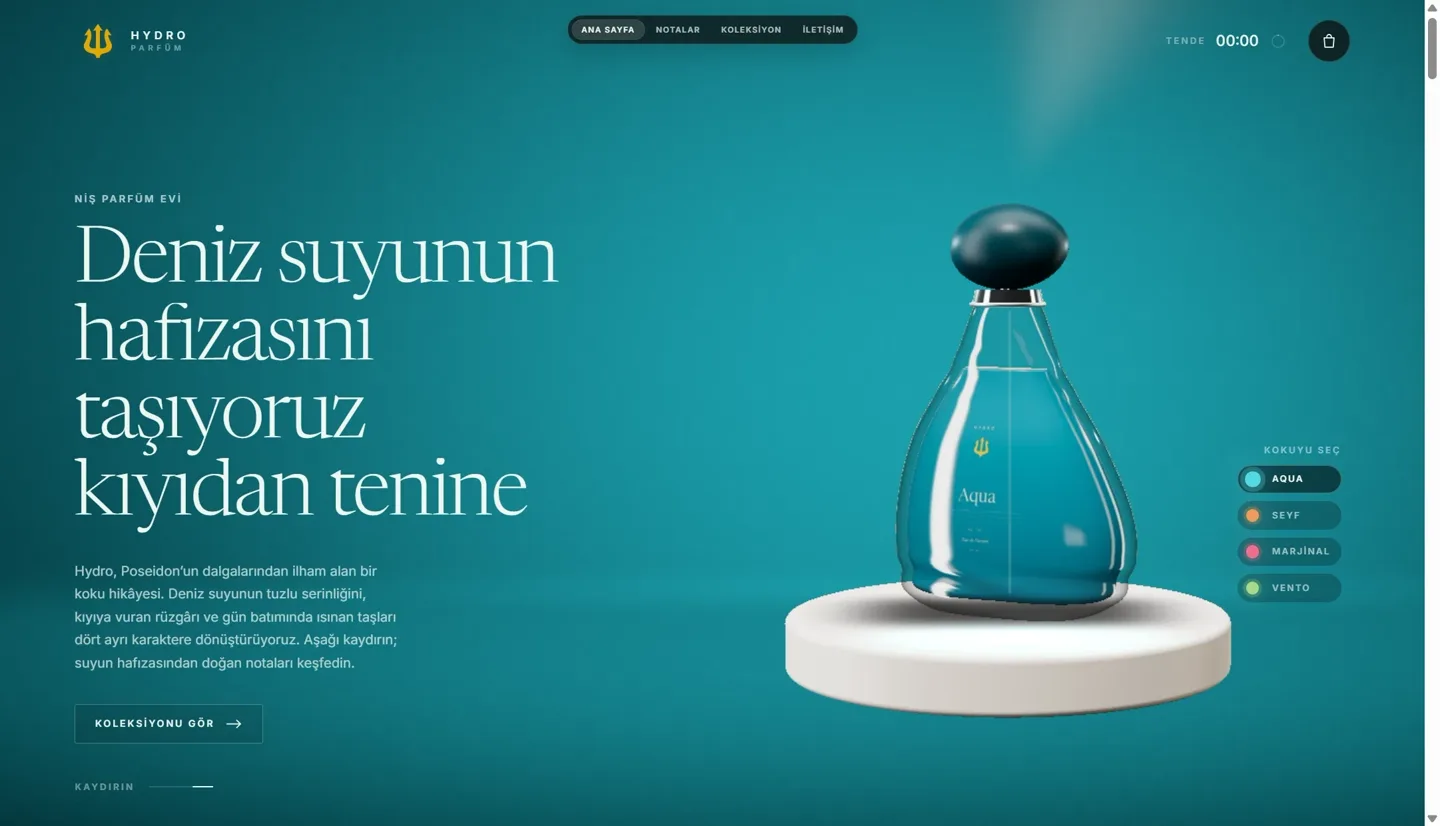 HYDRO
PARFÜM
ANA SAYFA
NOTALAR
KOLEKSİYON
İLETİŞİM
TENDE 00:00
NİŞ PARFÜM EVİ
Deniz suyunun
hafızasını
taşıyoruz
kıyıdan tenine
Hydro, Poseidon’un dalgalarından ilham alan bir
koku hikâyesi. Deniz suyunun tuzlu serinliğini,
kıyıya vuran rüzgârı ve gün batımında ısınan taşları
dört ayrı karaktere dönüştürüyoruz. Aşağı kaydırın;
suyun hafızasından doğan notaları keşfedin.
KOLEKSİYONU GÖR
KAYDIRIN
HYDRO
Aqua
KOKUYU SEÇ
AQUA
SEYF
MARJİNAL
VENTO